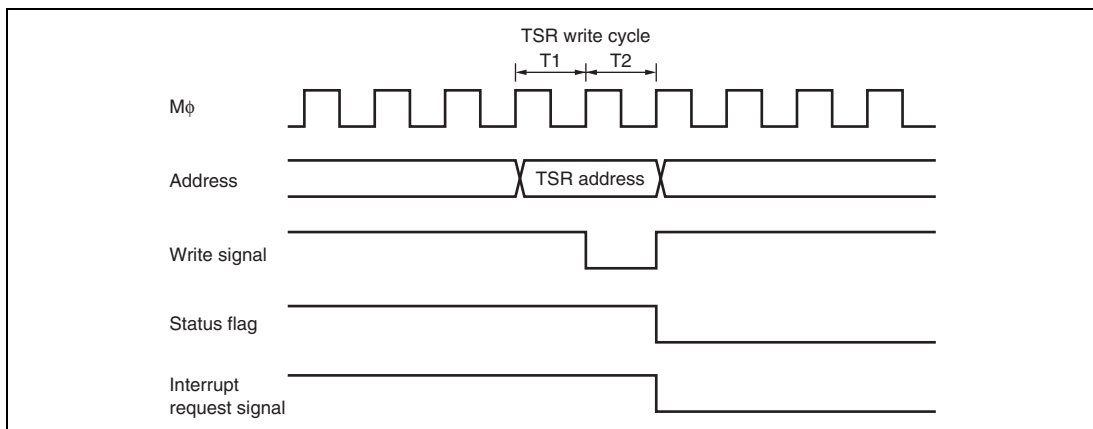 TSR write cycle
T1 T2
Mϕ
Address
TSR address
Write signal
Status flag
Interrupt
request signal